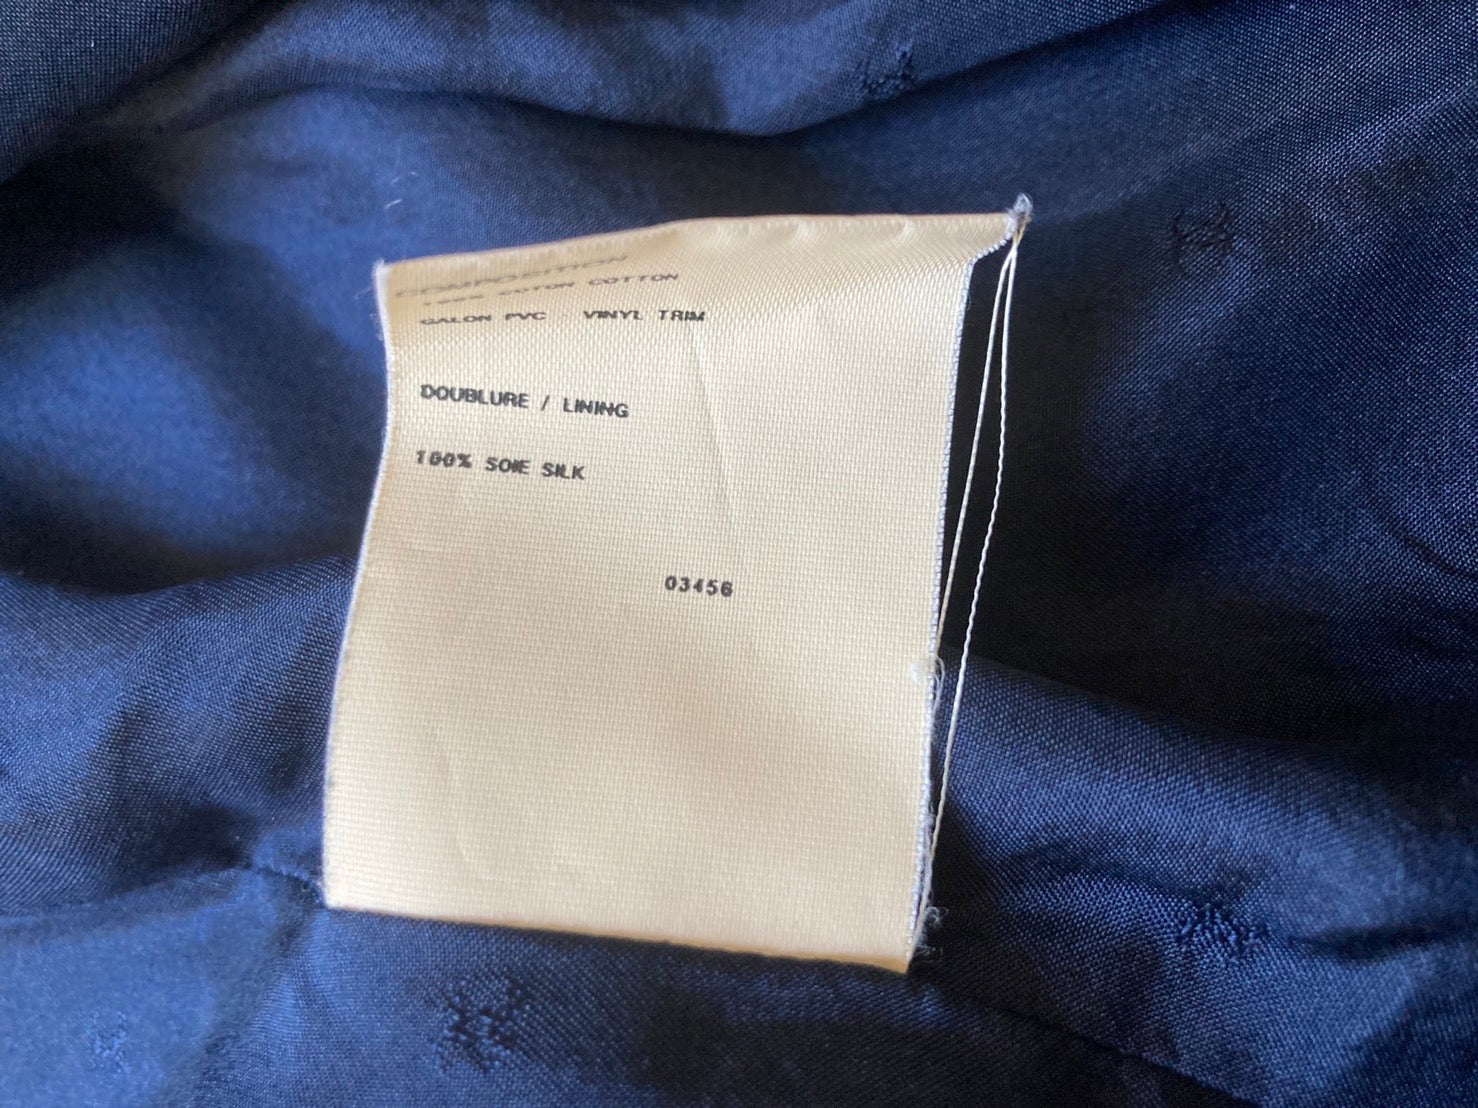 COMPOSITION
100% COTON COTTON
GALON PVC VINYL TRIM
DOUBLURE / LINING
100% SOIE SILK
03456